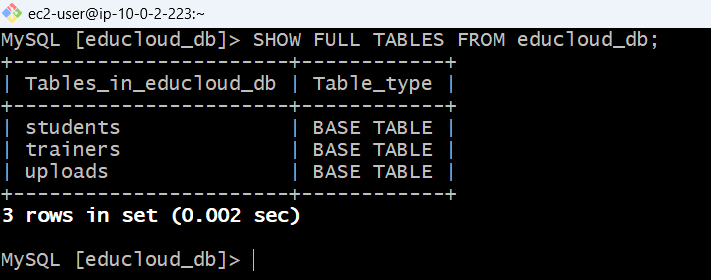 ec2-user@ip-10-0-2-223:~
MySQL [educloud_db]> SHOW FULL TABLES FROM educloud_db;
+-----------------------+------------+
| Tables_in_educloud_db | Table_type |
+-----------------------+------------+
| students              | BASE TABLE |
| trainers              | BASE TABLE |
| uploads               | BASE TABLE |
+-----------------------+------------+
3 rows in set (0.002 sec)
MySQL [educloud_db]>